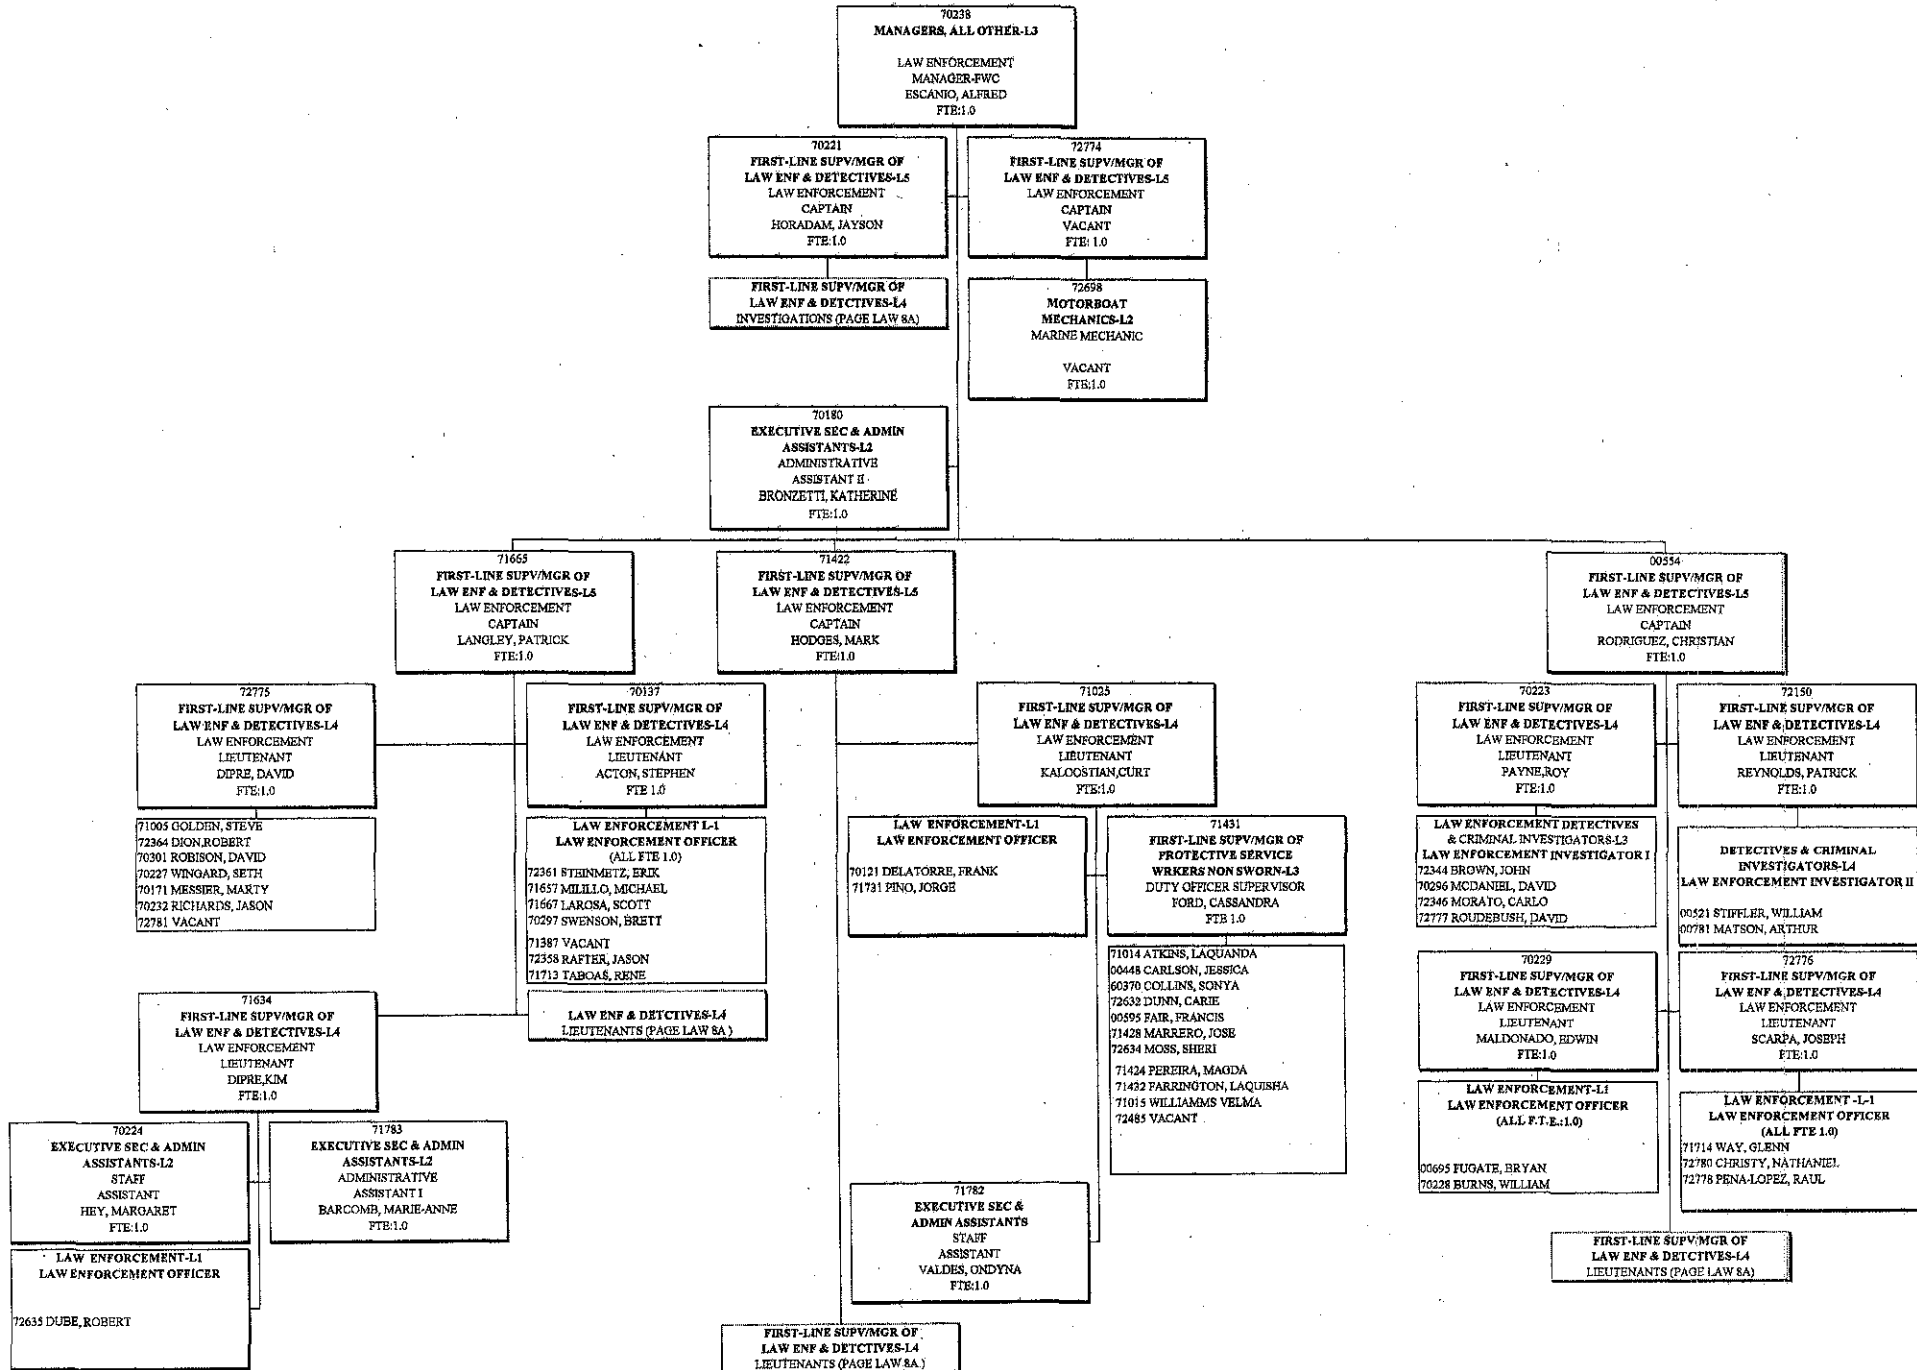 70238
MANAGERS, ALL OTHER-L3
LAW ENFORCEMENT
MANAGER-FWC
ESCANIO, ALFRED
FTE:1.0
70221
FIRST-LINE SUPV/MGR OF
LAW ENF & DETECTIVES-L5
LAW ENFORCEMENT
CAPTAIN
HORADAM, JAYSON
FTE:1.0
72774
FIRST-LINE SUPV/MGR OF
LAW ENF & DETECTIVES-L5
LAW ENFORCEMENT
CAPTAIN
VACANT
FTE: 1.0
FIRST-LINE SUPV/MGR OF
LAW ENF & DETCTIVES-L4
INVESTIGATIONS (PAGE LAW 8A)
72698
MOTORBOAT
MECHANICS-L2
MARINE MECHANIC
VACANT
FTE:1.0
70180
EXECUTIVE SEC & ADMIN
ASSISTANTS-L2
ADMINISTRATIVE
ASSISTANT II
BRONZETTI, KATHERINE
FTE:1.0
71665
FIRST-LINE SUPV/MGR OF
LAW ENF & DETECTIVES-L5
LAW ENFORCEMENT
CAPTAIN
LANGLEY, PATRICK
FTE:1.0
71422
FIRST-LINE SUPV/MGR OF
LAW ENF & DETECTIVES-L5
LAW ENFORCEMENT
CAPTAIN
HODGES, MARK
FTE:1.0
00554
FIRST-LINE SUPV/MGR OF
LAW ENF & DETECTIVES-L5
LAW ENFORCEMENT
CAPTAIN
RODRIGUEZ, CHRISTIAN
FTE:1.0
72775
FIRST-LINE SUPV/MGR OF
LAW ENF & DETECTIVES-L4
LAW ENFORCEMENT
LIEUTENANT
DIPRE, DAVID
FTE:1.0
70137
FIRST-LINE SUPV/MGR OF
LAW ENF & DETECTIVES-L4
LAW ENFORCEMENT
LIEUTENANT
ACTON, STEPHEN
FTE 1.0
71025
FIRST-LINE SUPV/MGR OF
LAW ENF & DETECTIVES-L4
LAW ENFORCEMENT
LIEUTENANT
KALOOSTIAN,CURT
FTE:1.0
70223
FIRST-LINE SUPV/MGR OF
LAW ENF & DETECTIVES-L4
LAW ENFORCEMENT
LIEUTENANT
PAYNE,ROY
FTE:1.0
72150
FIRST-LINE SUPV/MGR OF
LAW ENF & DETECTIVES-L4
LAW ENFORCEMENT
LIEUTENANT
REYNOLDS, PATRICK
FTE:1.0
71005 GOLDEN, STEVE
72364 DION,ROBERT
70301 ROBISON, DAVID
70227 WINGARD, SETH
70171 MESSIER, MARTY
70232 RICHARDS, JASON
72781 VACANT
LAW ENFORCEMENT L-1
LAW ENFORCEMENT OFFICER
(ALL FTE 1.0)
72361 STEINMETZ, ERIK
71657 MILILLO, MICHAEL
71667 LAROSA, SCOTT
70297 SWENSON, BRETT
71387 VACANT
72358 RAFTER, JASON
71713 TABOAS, RENE
LAW ENFORCEMENT-L1
LAW ENFORCEMENT OFFICER
70121 DELATORRE, FRANK
71731 PINO, JORGE
71431
FIRST-LINE SUPV/MGR OF
PROTECTIVE SERVICE
WRKERS NON SWORN-L3
DUTY OFFICER SUPERVISOR
FORD, CASSANDRA
FTE 1.0
LAW ENFORCEMENT DETECTIVES
& CRIMINAL INVESTIGATORS-L3
LAW ENFORCEMENT INVESTIGATOR I
72344 BROWN, JOHN
70296 MCDANIEL, DAVID
72346 MORATO, CARLO
72777 ROUDEBUSH, DAVID
DETECTIVES & CRIMINAL
INVESTIGATORS-L4
LAW ENFORCEMENT INVESTIGATOR II
00521 STIFFLER, WILLIAM
00781 MATSON, ARTHUR
71014 ATKINS, LAQUANDA
00448 CARLSON, JESSICA
60370 COLLINS, SONYA
72632 DUNN, CARIE
00595 FAIR, FRANCIS
71428 MARRERO, JOSE
72634 MOSS, SHERI
71424 PEREIRA, MAGDA
71432 FARRINGTON, LAQUISHA
71015 WILLIAMMS VELMA
72485 VACANT
70229
FIRST-LINE SUPV/MGR OF
LAW ENF & DETECTIVES-L4
LAW ENFORCEMENT
LIEUTENANT
MALDONADO, EDWIN
FTE:1.0
72776
FIRST-LINE SUPV/MGR OF
LAW ENF & DETECTIVES-L4
LAW ENFORCEMENT
LIEUTENANT
SCARPA, JOSEPH
FTE:1.0
71634
FIRST-LINE SUPV/MGR OF
LAW ENF & DETECTIVES-L4
LAW ENFORCEMENT
LIEUTENANT
DIPRE,KIM
FTE:1.0
LAW ENF & DETCTIVES-L4
LIEUTENANTS (PAGE LAW 8A )
LAW ENFORCEMENT-L1
LAW ENFORCEMENT OFFICER
(ALL F.T.E.:1.0)
00695 FUGATE, BRYAN
70228 BURNS, WILLIAM
LAW ENFORCEMENT -L-1
LAW ENFORCEMENT OFFICER
(ALL FTE 1.0)
71714 WAY, GLENN
72780 CHRISTY, NATHANIEL
72778 PENA-LOPEZ, RAUL
70224
EXECUTIVE SEC & ADMIN
ASSISTANTS-L2
STAFF
ASSISTANT
HEY, MARGARET
FTE:1.0
71783
EXECUTIVE SEC & ADMIN
ASSISTANTS-L2
ADMINISTRATIVE
ASSISTANT I
BARCOMB, MARIE-ANNE
FTE:1.0
71782
EXECUTIVE SEC &
ADMIN ASSISTANTS
STAFF
ASSISTANT
VALDES, ONDYNA
FTE:1.0
FIRST-LINE SUPV/MGR OF
LAW ENF & DETCTIVES-L4
LIEUTENANTS (PAGE LAW 8A)
LAW ENFORCEMENT-L1
LAW ENFORCEMENT OFFICER
72635 DUBE, ROBERT
FIRST-LINE SUPV/MGR OF
LAW ENF & DETCTIVES-L4
LIEUTENANTS (PAGE LAW 8A )